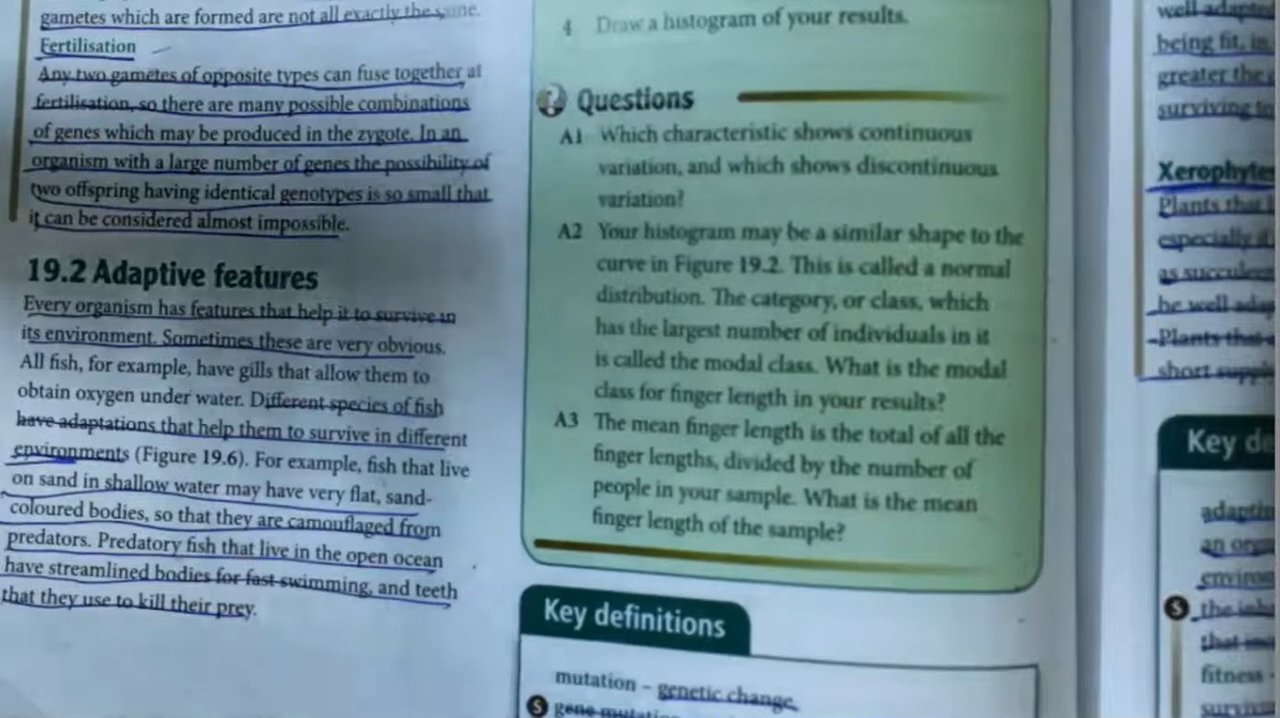 gametes which are formed are not all exactly the same.
Fertilisation
Any two gametes of opposite types can fuse together at
fertilisation, so there are many possible combinations
of genes which may be produced in the zygote. In an
organism with a large number of genes the possibility of
two offspring having identical genotypes is so small that
it can be considered almost impossible.
19.2 Adaptive features
Every organism has features that help it to survive in
its environment. Sometimes these are very obvious.
All fish, for example, have gills that allow them to
obtain oxygen under water. Different species of fish
have adaptations that help them to survive in different
environments (Figure 19.6). For example, fish that live
on sand in shallow water may have very flat, sand-
coloured bodies, so that they are camouflaged from
predators. Predatory fish that live in the open ocean
have streamlined bodies for fast swimming, and teeth
that they use to kill their prey.
4 Draw a histogram of your results.
? Questions
A1 Which characteristic shows continuous
variation, and which shows discontinuous
variation?
A2 Your histogram may be a similar shape to the
curve in Figure 19.2. This is called a normal
distribution. The category, or class, which
has the largest number of individuals in it
is called the modal class. What is the modal
class for finger length in your results?
A3 The mean finger length is the total of all the
finger lengths, divided by the number of
people in your sample. What is the mean
finger length of the sample?
Key definitions
mutation – genetic change
S gene
well
being fit,
greater the
surviving
Xerophytes
Plants that
especially
as succulent
be well
Plants that
short
Key
an
S the
that
fitness